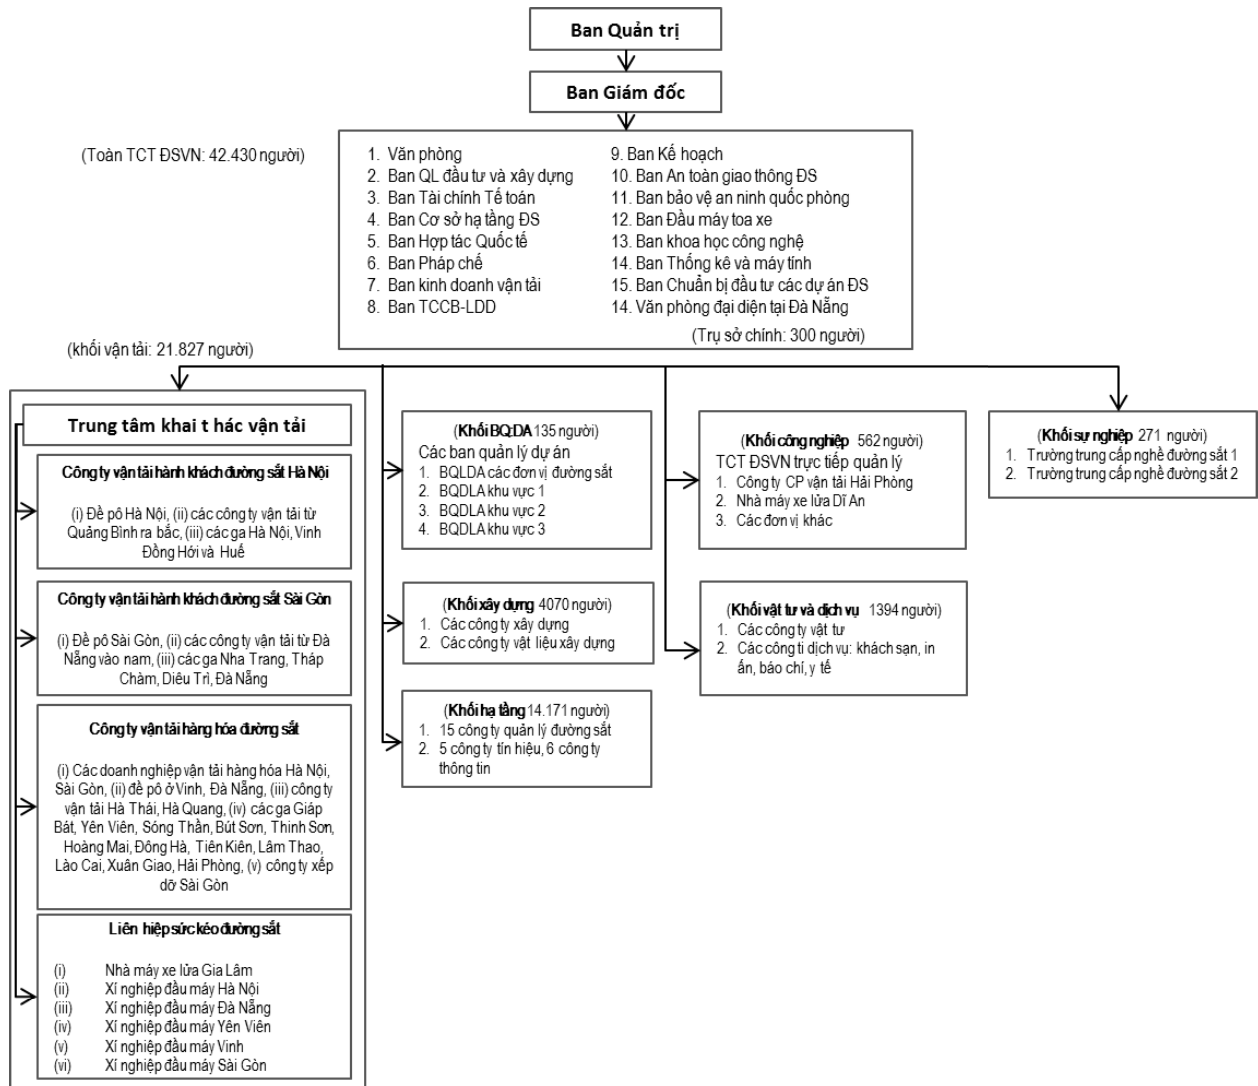 Ban Quản trị
Ban Giám đốc
(Toàn TCT ĐSVN: 42.430 người)
1. Văn phòng
2. Ban QL đầu tư và xây dựng
3. Ban Tài chính Tế toán
4. Ban Cơ sở hạ tầng ĐS
5. Ban Hợp tác Quốc tế
6. Ban Pháp chế
7. Ban kinh doanh vận tải
8. Ban TCCB-LDD
9. Ban Kế hoạch
10. Ban An toàn giao thông ĐS
11. Ban bảo vệ an ninh quốc phòng
12. Ban Đầu máy toa xe
13. Ban khoa học công nghệ
14. Ban Thống kê và máy tính
15. Ban Chuẩn bị đầu tư các dự án ĐS
14. Văn phòng đại diện tại Đà Nẵng
(Trụ sở chính: 300 người)
(khối vận tải: 21.827 người)
Trung tâm khai t hác vận tải
Công ty vận tải hành khách đường sắt Hà Nội
(i) Đề pô Hà Nội, (ii) các công ty vận tải từ
Quảng Bình ra bắc, (iii) các ga Hà Nội, Vinh
Đồng Hới và Huế
Công ty vận tải hành khách đường sắt Sài Gòn
(i) Đề pô Sài Gòn, (ii) các công ty vận tải từ Đà
Nẵng vào nam, (iii) các ga Nha Trang, Tháp
Chàm, Diêu Trì, Đà Nẵng
Công ty vận tải hàng hóa đường sắt
(i) Các doanh nghiệp vận tải hàng hóa Hà Nội,
Sài Gòn, (ii) đề pô ở Vinh, Đà Nẵng, (iii) công ty
vận tải Hà Thái, Hà Quang, (iv) các ga Giáp
Bát, Yên Viên, Sóng Thần, Bút Sơn, Thinh Sơn,
Hoàng Mai, Đông Hà, Tiên Kiên, Lâm Thao,
Lào Cai, Xuân Giao, Hải Phòng, (v) công ty xếp
dỡ Sài Gòn
Liên hiệp sức kéo đường sắt
(i) Nhà máy xe lửa Gia Lâm
(ii) Xí nghiệp đầu máy Hà Nội
(iii) Xí nghiệp đầu máy Đà Nẵng
(iv) Xí nghiệp đầu máy Yên Viên
(v) Xí nghiệp đầu máy Vinh
(vi) Xí nghiệp đầu máy Sài Gòn
(Khối BQDA 135 người)
Các ban quản lý dự án
1. BQLDA các đơn vị đường sắt
2. BQDLA khu vực 1
3. BQDLA khu vực 2
4. BQDLA khu vực 3
(Khối xây dựng 4070 người)
1. Các công ty xây dựng
2. Các công ty vật liệu xây dựng
(Khối hạ tầng 14.171 người)
1. 15 công ty quản lý đường sắt
2. 5 công ty tín hiệu, 6 công ty
thông tin
(Khối công nghiệp 562 người)
TCT ĐSVN trực tiếp quản lý
1. Công ty CP vận tải Hải Phòng
2. Nhà máy xe lửa Dĩ An
3. Các đơn vị khác
(Khối vật tư và dịch vụ 1394 người)
1. Các công ty vật tư
2. Các công ti dịch vụ: khách sạn, in
ấn, báo chí, y tế
(Khối sự nghiệp 271 người)
1. Trường trung cấp nghề đường sắt 1
2. Trường trung cấp nghề đường sắt 2